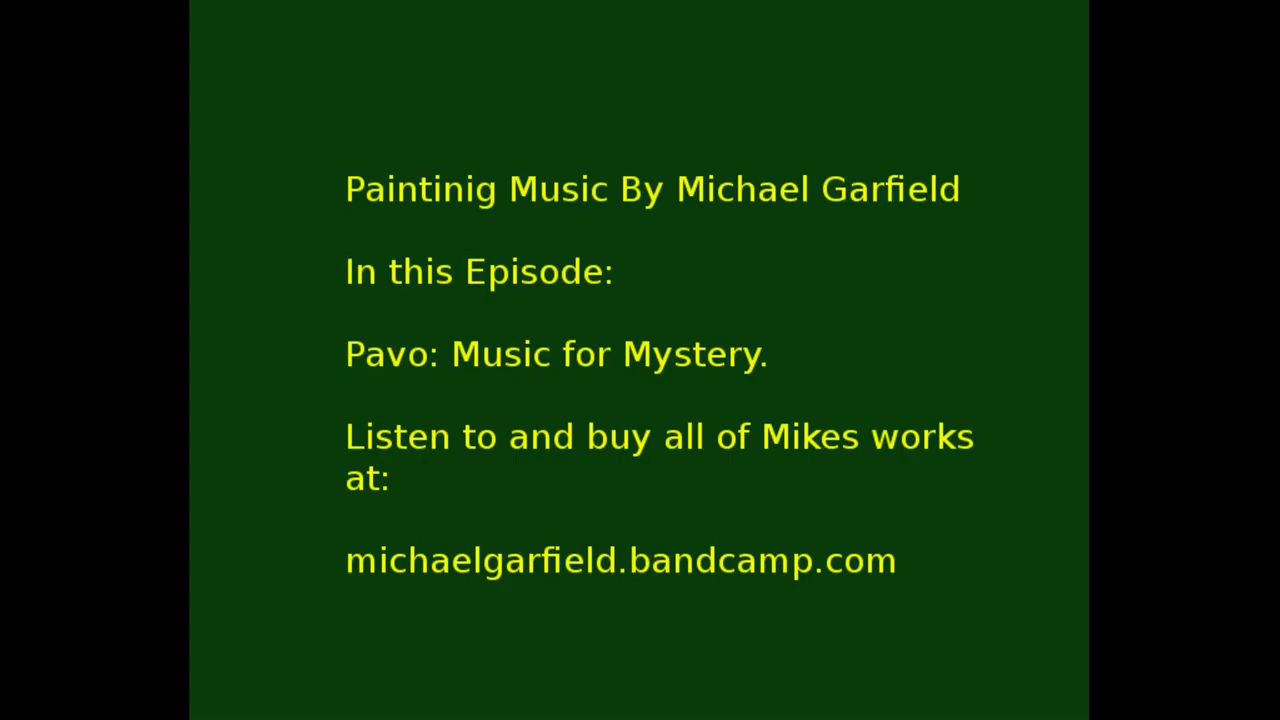 Paintinig Music By Michael Garfield
In this Episode:
Pavo: Music for Mystery.
Listen to and buy all of Mikes works
at:
michaelgarfield.bandcamp.com